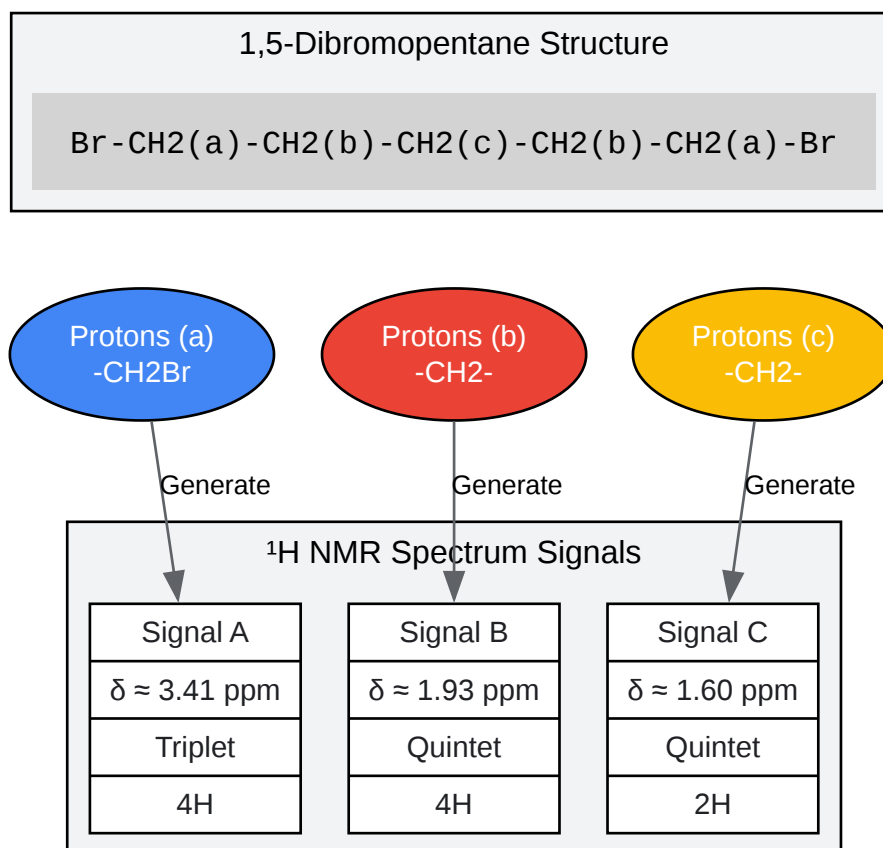 1,5-Dibromopentane Structure
Br-CH2(a)-CH2(b)-CH2(c)-CH2(b)-CH2(a)-Br
Protons (a)
-CH2Br
Protons (b)
-CH2-
Protons (c)
-CH2-
Generate
Generate
Generate
¹H NMR Spectrum Signals
Signal A
δ ≈ 3.41 ppm
Triplet
4H
Signal B
δ ≈ 1.93 ppm
Quintet
4H
Signal C
δ ≈ 1.60 ppm
Quintet
2H